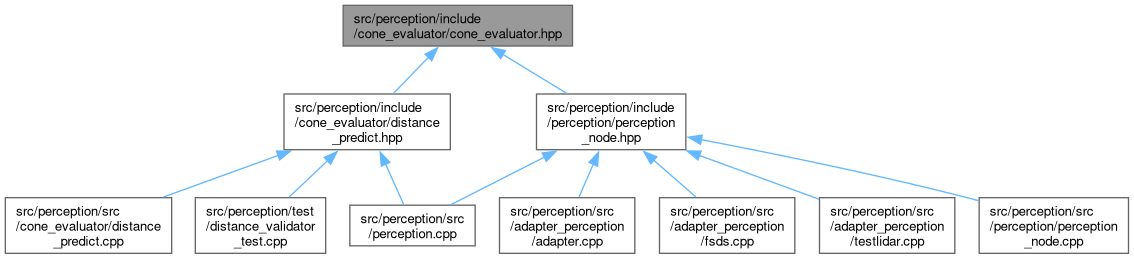 src/perception/include
/cone_evaluator/cone_evaluator.hpp
src/perception/include
/cone_evaluator/distance
_predict.hpp
src/perception/include
/perception/perception
_node.hpp
src/perception/src
/cone_evaluator/distance
_predict.cpp
src/perception/test
/distance_validator
_test.cpp
src/perception/src
/perception.cpp
src/perception/src
/adapter_perception
/adapter.cpp
src/perception/src
/adapter_perception
/fsds.cpp
src/perception/src
/adapter_perception
/testlidar.cpp
src/perception/src
/perception/perception
_node.cpp